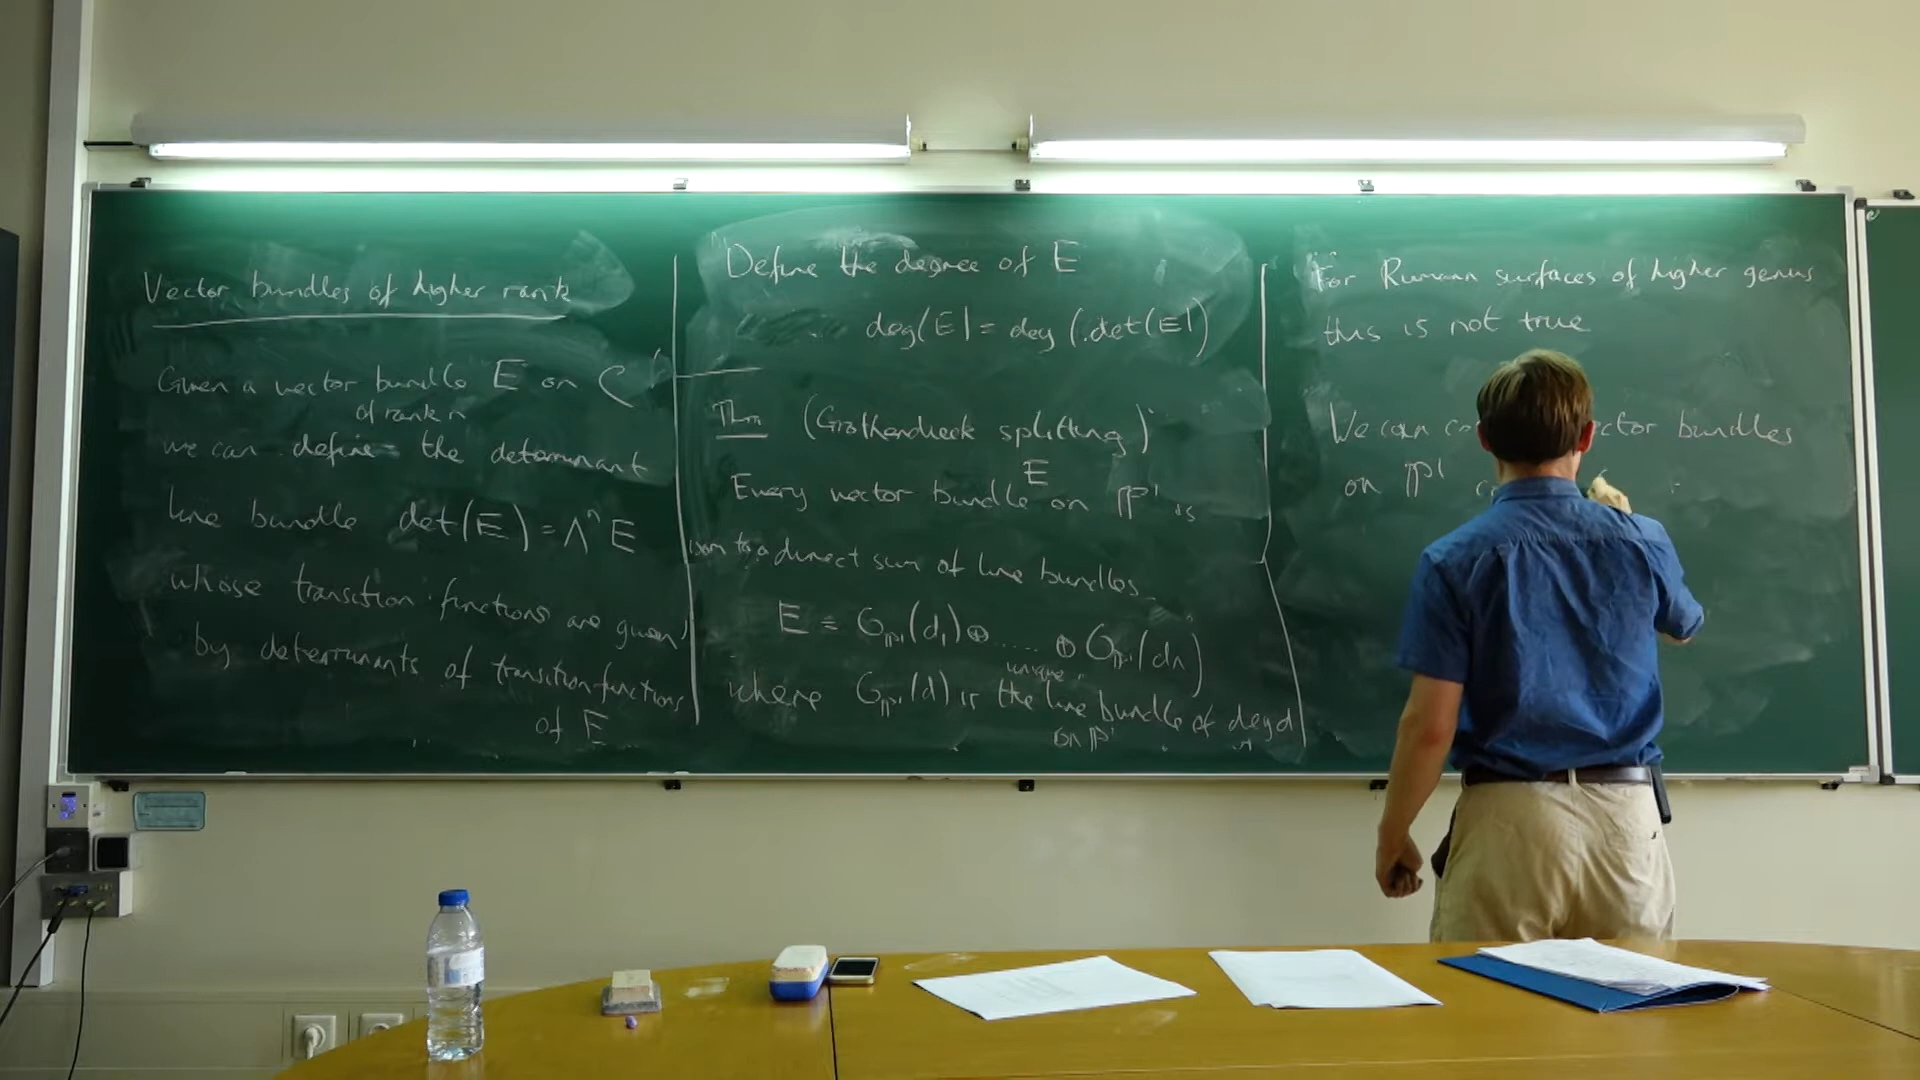 Vector bundles of higher rank
Given a vector bundle E on C
of rank n
we can define the determinant
line bundle det(E) = Λⁿ E
whose transition functions are given
by determinants of transition functions
of E
Define the degree of E
deg(E) = deg(det(E))
Thm (Grothendieck splitting)
E
Every vector bundle on ℙ¹ is
isom to a direct sum of line bundles
E ≅ O_ℙ¹(d₁) ⊕ ..... ⊕ O_ℙ¹(dn)
unique
where O_ℙ¹(d) is the line bundle of deg d
on ℙ¹
For Riemann surfaces of higher genus
this is not true
We can bundles
on ℙ¹